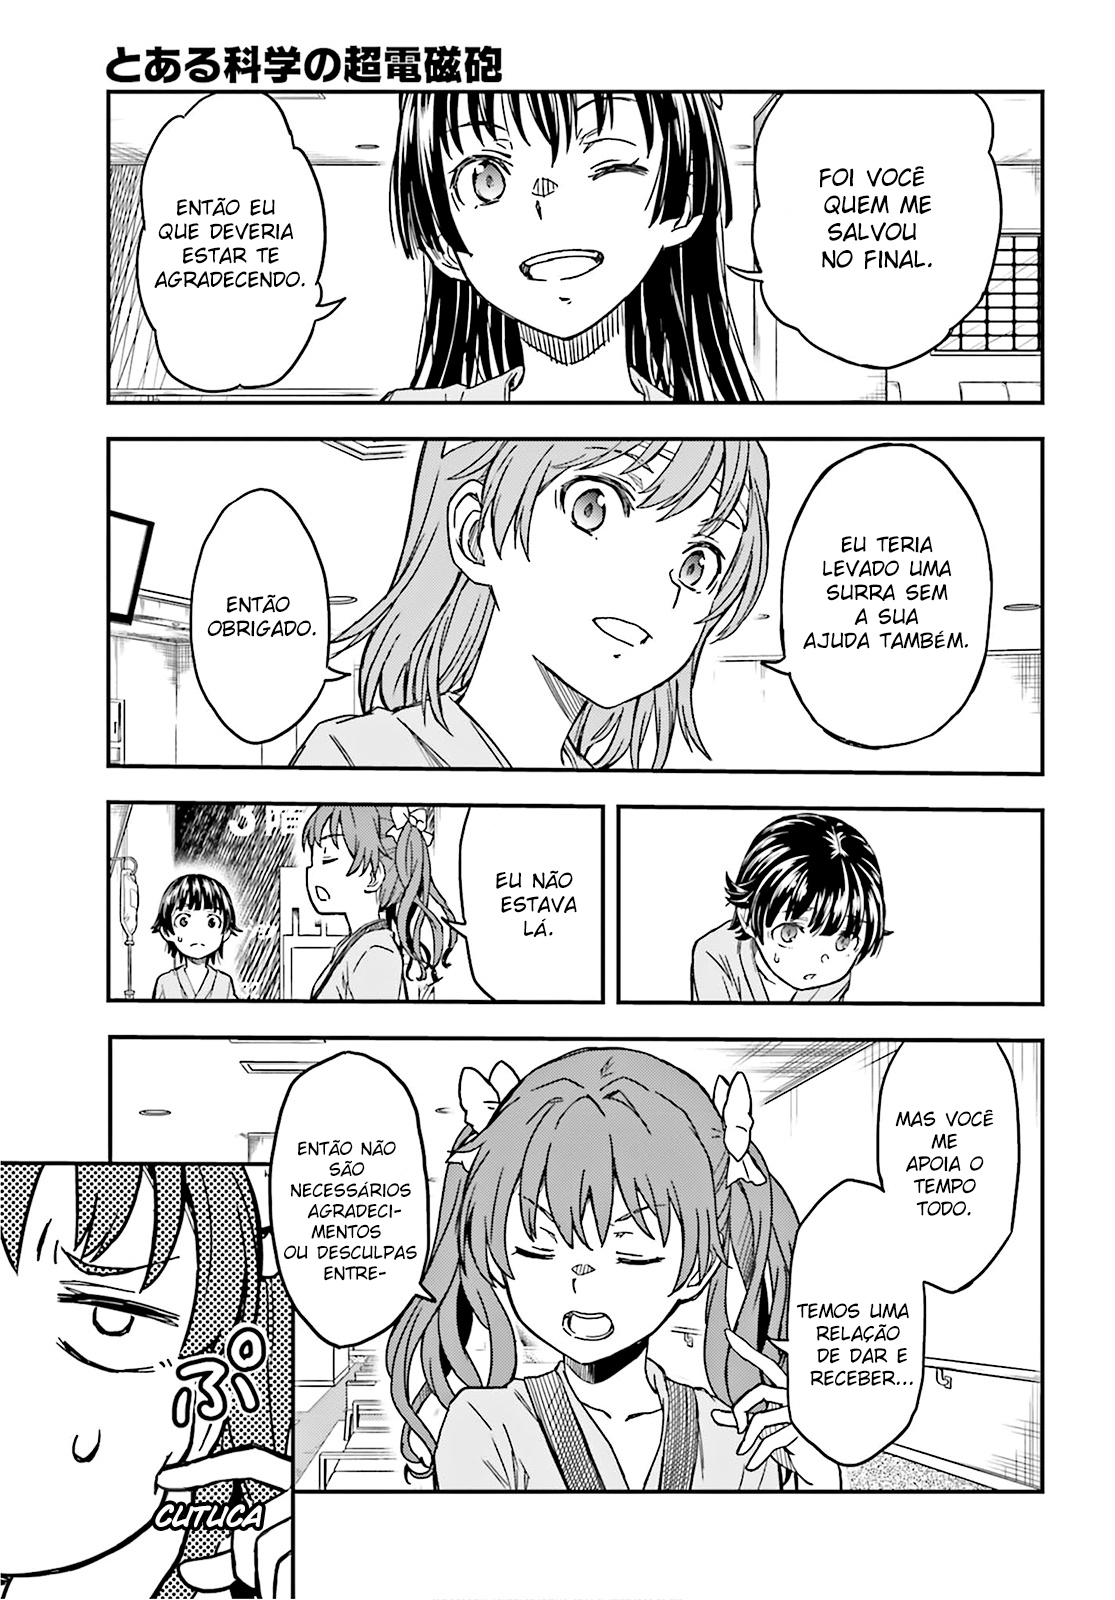 とある科学の超電磁砲
FOI VOCÊ
QUEM ME
SALVOU
NO FINAL.
ENTÃO EU
QUE DEVERIA
ESTAR TE
AGRADECENDO.
EU TERIA
LEVADO UMA
SURRA SEM
A SUA
AJUDA TAMBÉM.
ENTÃO
OBRIGADO.
EU NÃO
ESTAVA
LÁ.
MAS VOCÊ
ME
APOIA O
TEMPO
TODO.
TEMOS UMA
RELAÇÃO
DE DAR E
RECEBER...
ENTÃO NÃO
SÃO
NECESSÁRIOS
AGRADECI-
MENTOS
OU DESCULPAS
ENTRE-
ぷ
CUTUCA